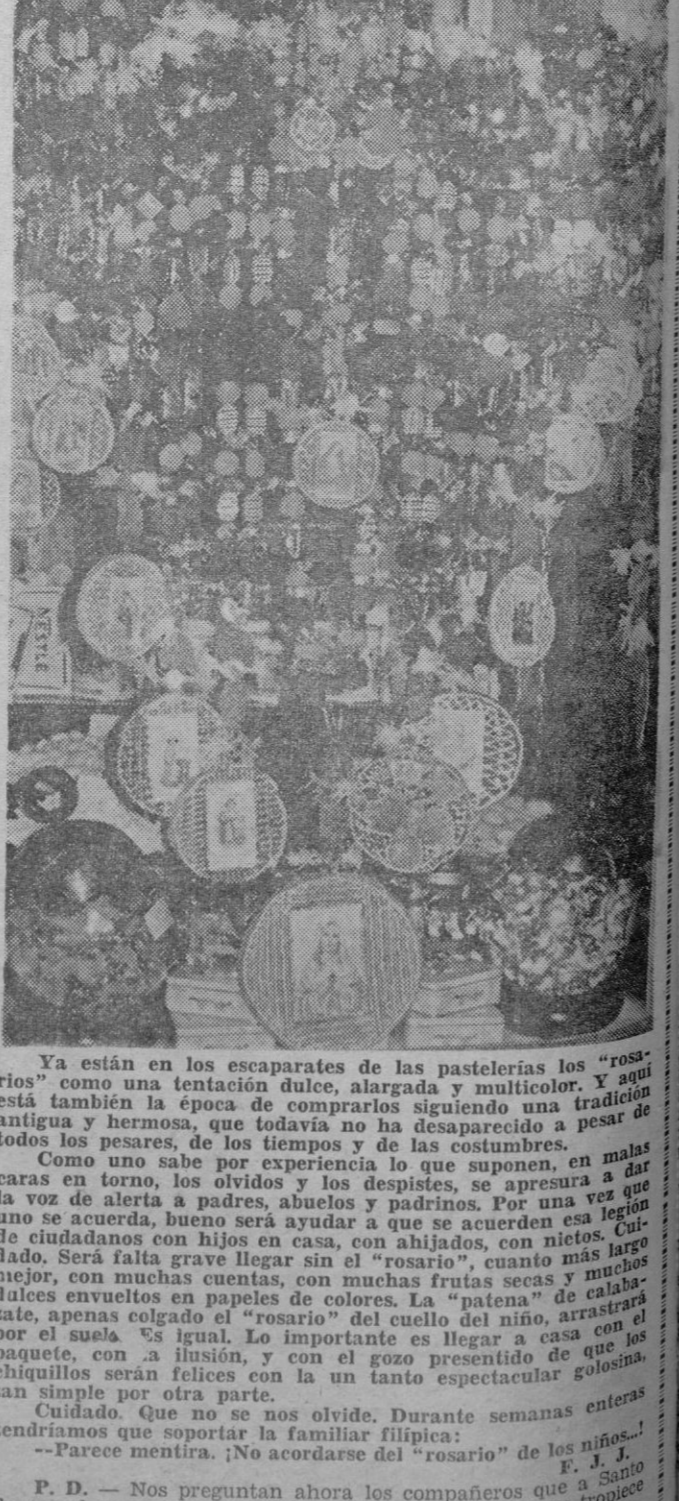 NESTLE
Ya están en los escaparates de las pastelerías los "rosa-
rios" como una tentación dulce, alargada y multicolor. Y aquí
está también la época de comprarlos siguiendo una tradición
antigua y hermosa, que todavía no ha desaparecido a pesar de
todos los pesares, de los tiempos y de las costumbres.
Como uno sabe por experiencia lo que suponen, en malas
caras en torno, los olvidos y los despistes, se apresura a dar
la voz de alerta a padres, abuelos y padrinos. Por una vez que
uno se acuerda, bueno será ayudar a que se acuerden esa legión
de ciudadanos con hijos en casa, con ahijados, con nietos. Cui-
dado. Será falta grave llegar sin el "rosario", cuanto más largo
mejor, con muchas cuentas, con muchas frutas secas y muchos
dulces envueltos en papeles de colores. La "patena" de calaba-
zate, apenas colgado el "rosario" del cuello del niño, arrastrará
por el suelo. Es igual. Lo importante es llegar a casa con el
paquete, con la ilusión, y con el gozo presentido de que los
chiquillos serán felices con la un tanto espectacular golosina,
tan simple por otra parte.
Cuidado. Que no se nos olvide. Durante semanas enteras
tendríamos que soportar la familiar filípica:
--Parece mentira. ¡No acordarse del "rosario" de los niños...!
F. J. J.
P. D. — Nos preguntan ahora los compañeros que a Santo
tropiece